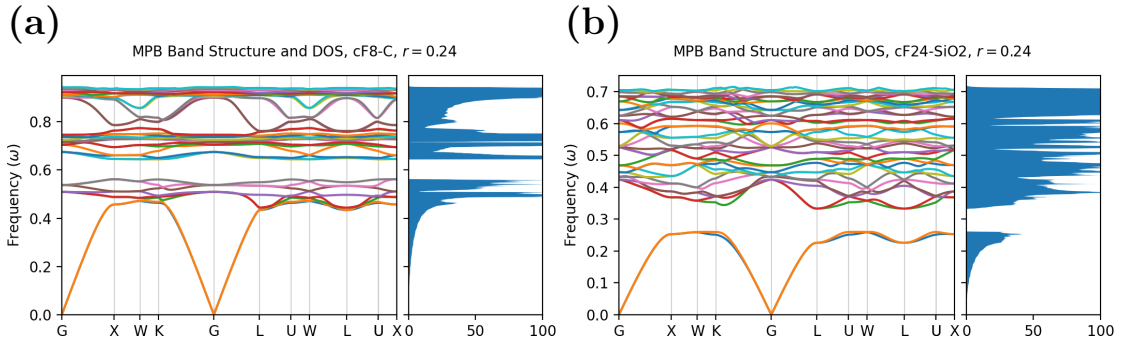 (a)
MPB Band Structure and DOS, cF8-C, r = 0.24
Frequency (ω)
0.8
0.6
0.4
0.2
0.0
G X W K G L U W L U X
0 50 100
(b)
MPB Band Structure and DOS, cF24-SiO2, r = 0.24
Frequency (ω)
0.7
0.6
0.5
0.4
0.3
0.2
0.1
0.0
G X W K G L U W L U X
0 50 100